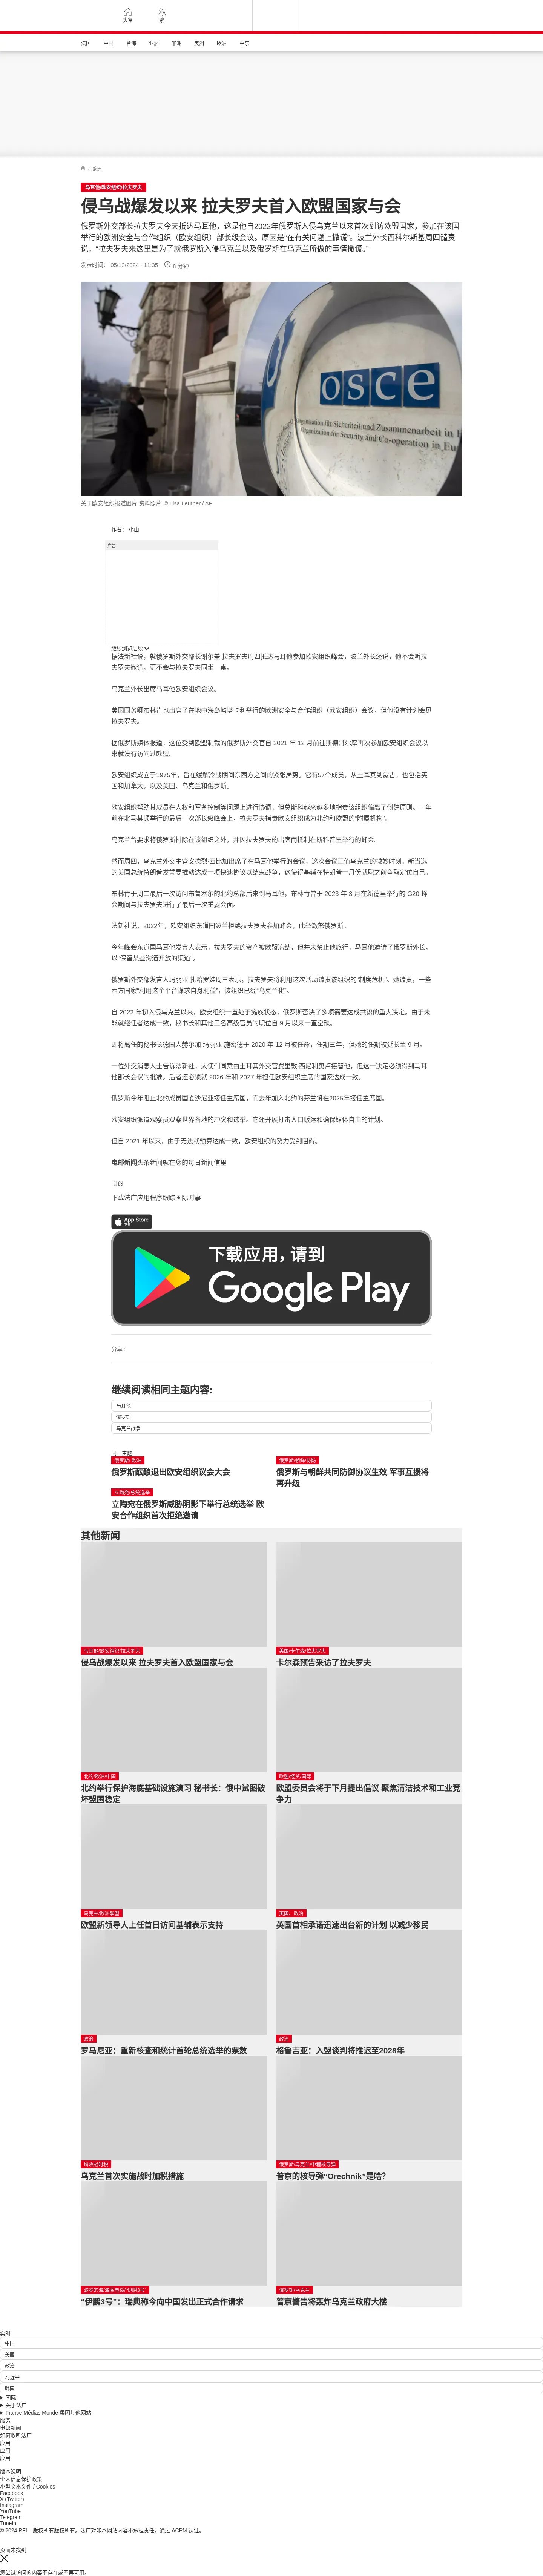 头条
繁
法国
中国
台海
亚洲
非洲
美洲
欧洲
中东
/ 欧洲
马耳他/欧安组织/拉夫罗夫
侵乌战爆发以来 拉夫罗夫首入欧盟国家与会
俄罗斯外交部长拉夫罗夫今天抵达马耳他，这是他自2022年俄罗斯入侵乌克兰以来首次到访欧盟国家，参加在该国举行的欧洲安全与合作组织（欧安组织）部长级会议。原因是“在有关问题上撒谎”。波兰外长西科尔斯基周四谴责说，“拉夫罗夫来这里是为了就俄罗斯入侵乌克兰以及俄罗斯在乌克兰所做的事情撒谎。”
发表时间： 05/12/2024 - 11:35
8 分钟
osce
关于欧安组织报道图片 资料照片 © Lisa Leutner / AP
作者： 小山
广告
继续浏览后续
据法新社说，就俄罗斯外交部长谢尔盖·拉夫罗夫周四抵达马耳他参加欧安组织峰会，波兰外长还说，他不会听拉夫罗夫撒谎，更不会与拉夫罗夫同坐一桌。
乌克兰外长出席马耳他欧安组织会议。
美国国务卿布林肯也出席了在地中海岛屿塔卡利举行的欧洲安全与合作组织（欧安组织）会议，但他没有计划会见拉夫罗夫。
据俄罗斯媒体报道，这位受到欧盟制裁的俄罗斯外交官自 2021 年 12 月前往斯德哥尔摩再次参加欧安组织会议以来就没有访问过欧盟。
欧安组织成立于1975年，旨在缓解冷战期间东西方之间的紧张局势。它有57个成员，从土耳其到蒙古，也包括英国和加拿大，以及美国、乌克兰和俄罗斯。
欧安组织帮助其成员在人权和军备控制等问题上进行协调，但莫斯科越来越多地指责该组织偏离了创建原则。一年前在北马其顿举行的最后一次部长级峰会上，拉夫罗夫指责欧安组织成为北约和欧盟的“附属机构”。
乌克兰曾要求将俄罗斯排除在该组织之外，并因拉夫罗夫的出席而抵制在斯科普里举行的峰会。
然而周四，乌克兰外交主管安德烈·西比加出席了在马耳他举行的会议，这次会议正值乌克兰的微妙时刻。新当选的美国总统特朗普发誓要推动达成一项快速协议以结束战争，这使得基辅在特朗普一月份就职之前争取定位自己。
布林肯于周二最后一次访问布鲁塞尔的北约总部后来到马耳他，布林肯曾于 2023 年 3 月在新德里举行的 G20 峰会期间与拉夫罗夫进行了最后一次重要会面。
法新社说，2022年，欧安组织东道国波兰拒绝拉夫罗夫参加峰会，此举激怒俄罗斯。
今年峰会东道国马耳他发言人表示，拉夫罗夫的资产被欧盟冻结，但并未禁止他旅行，马耳他邀请了俄罗斯外长，以“保留某些沟通开放的渠道”。
俄罗斯外交部发言人玛丽亚·扎哈罗娃周三表示，拉夫罗夫将利用这次活动谴责该组织的“制度危机”。她谴责，一些西方国家“利用这个平台谋求自身利益”，该组织已经“乌克兰化”。
自 2022 年初入侵乌克兰以来，欧安组织一直处于瘫痪状态，俄罗斯否决了多项需要达成共识的重大决定。由于未能就继任者达成一致，秘书长和其他三名高级官员的职位自 9 月以来一直空缺。
即将离任的秘书长德国人赫尔加·玛丽亚·施密德于 2020 年 12 月被任命，任期三年，但她的任期被延长至 9 月。
一位外交消息人士告诉法新社，大使们同意由土耳其外交官费里敦·西尼利奥卢接替他，但这一决定必须得到马耳他部长会议的批准。后者还必须就 2026 年和 2027 年担任欧安组织主席的国家达成一致。
俄罗斯今年阻止北约成员国爱沙尼亚接任主席国，而去年加入北约的芬兰将在2025年接任主席国。
欧安组织派遣观察员观察世界各地的冲突和选举。它还开展打击人口贩运和确保媒体自由的计划。
但自 2021 年以来，由于无法就预算达成一致，欧安组织的努力受到阻碍。
电邮新闻头条新闻就在您的每日新闻信里
订阅
下载法广应用程序跟踪国际时事
App Store
下载应用，请到
Google Play
分享 :
继续阅读相同主题内容:
马耳他
俄罗斯
乌克兰战争
同一主题
俄罗斯/ 欧洲
俄罗斯酝酿退出欧安组织议会大会
俄罗斯/朝鲜/协防
俄罗斯与朝鲜共同防御协议生效 军事互援将再升级
立陶宛/总统选举
立陶宛在俄罗斯威胁阴影下举行总统选举 欧安合作组织首次拒绝邀请
其他新闻
马耳他/欧安组织/拉夫罗夫
侵乌战爆发以来 拉夫罗夫首入欧盟国家与会
美国/卡尔森/拉夫罗夫
卡尔森预告采访了拉夫罗夫
北约/欧洲/中国
北约举行保护海底基础设施演习 秘书长：俄中试图破坏盟国稳定
欧盟/经贸/国际
欧盟委员会将于下月提出倡议 聚焦清洁技术和工业竞争力
乌克兰/欧洲联盟
欧盟新领导人上任首日访问基辅表示支持
英国、政治
英国首相承诺迅速出台新的计划 以减少移民
政治
罗马尼亚：重新核查和统计首轮总统选举的票数
政治
格鲁吉亚：入盟谈判将推迟至2028年
增收战时税
乌克兰首次实施战时加税措施
俄罗斯/乌克兰/中程核导弹
普京的核导弹“Orechnik”是啥？
波罗的海/海底电缆/“伊鹏3号”
“伊鹏3号”：瑞典称今向中国发出正式合作请求
俄罗斯/乌克兰
普京警告将轰炸乌克兰政府大楼
实时
中国
美国
政治
习近平
韩国
国际
关于法广
France Médias Monde 集团其他网站
服务
电邮新闻
如何收听法广
应用
应用
应用
版本说明
个人信息保护政策
小型文本文件 / Cookies
Facebook
X (Twitter)
Instagram
YouTube
Telegram
TuneIn
© 2024 RFI – 版权所有版权所有。法广对非本网站内容不承担责任。通过 ACPM 认证。
页面未找到
您尝试访问的内容不存在或不再可用。